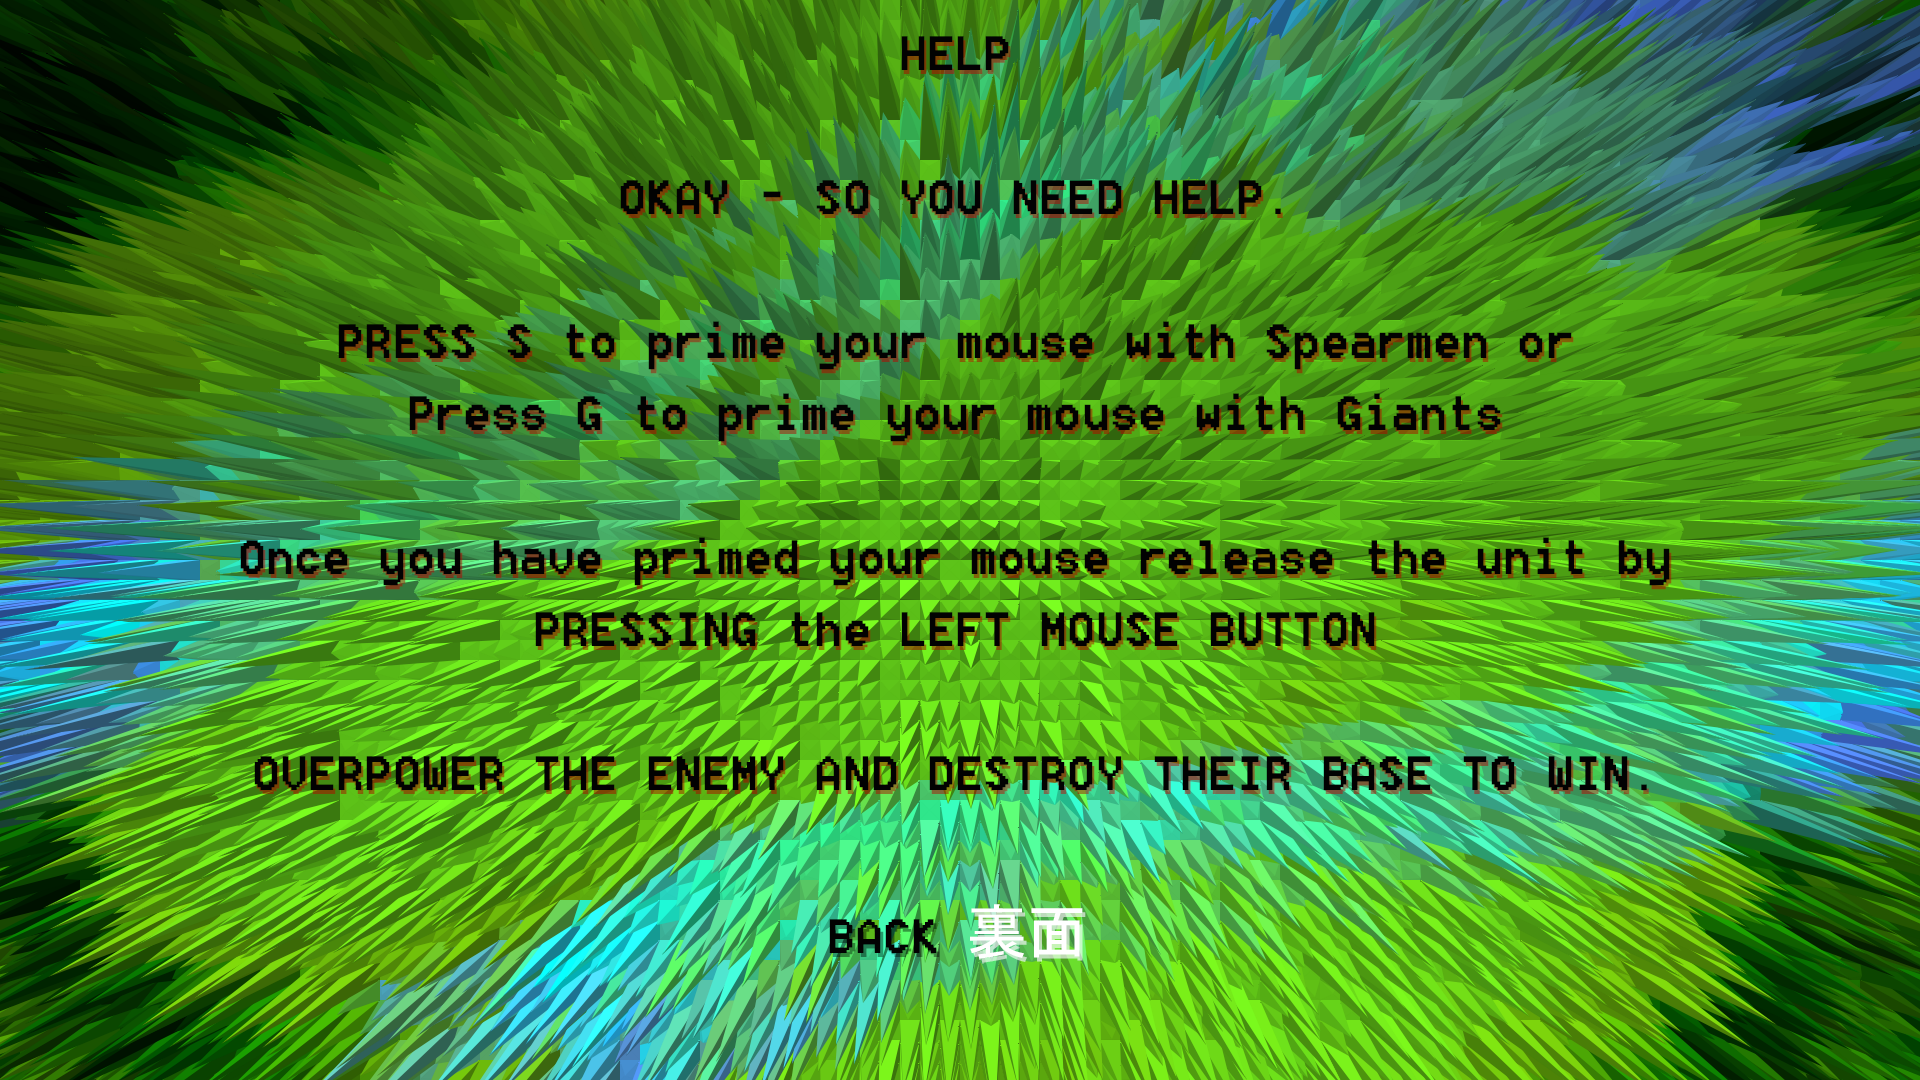 HELP
OKAY - SO YOU NEED HELP.
PRESS S to prime your mouse with Spearmen or
Press G to prime your mouse with Giants
Once you have primed your mouse release the unit by
PRESSING the LEFT MOUSE BUTTON
OVERPOWER THE ENEMY AND DESTROY THEIR BASE TO WIN.
BACK 裏面